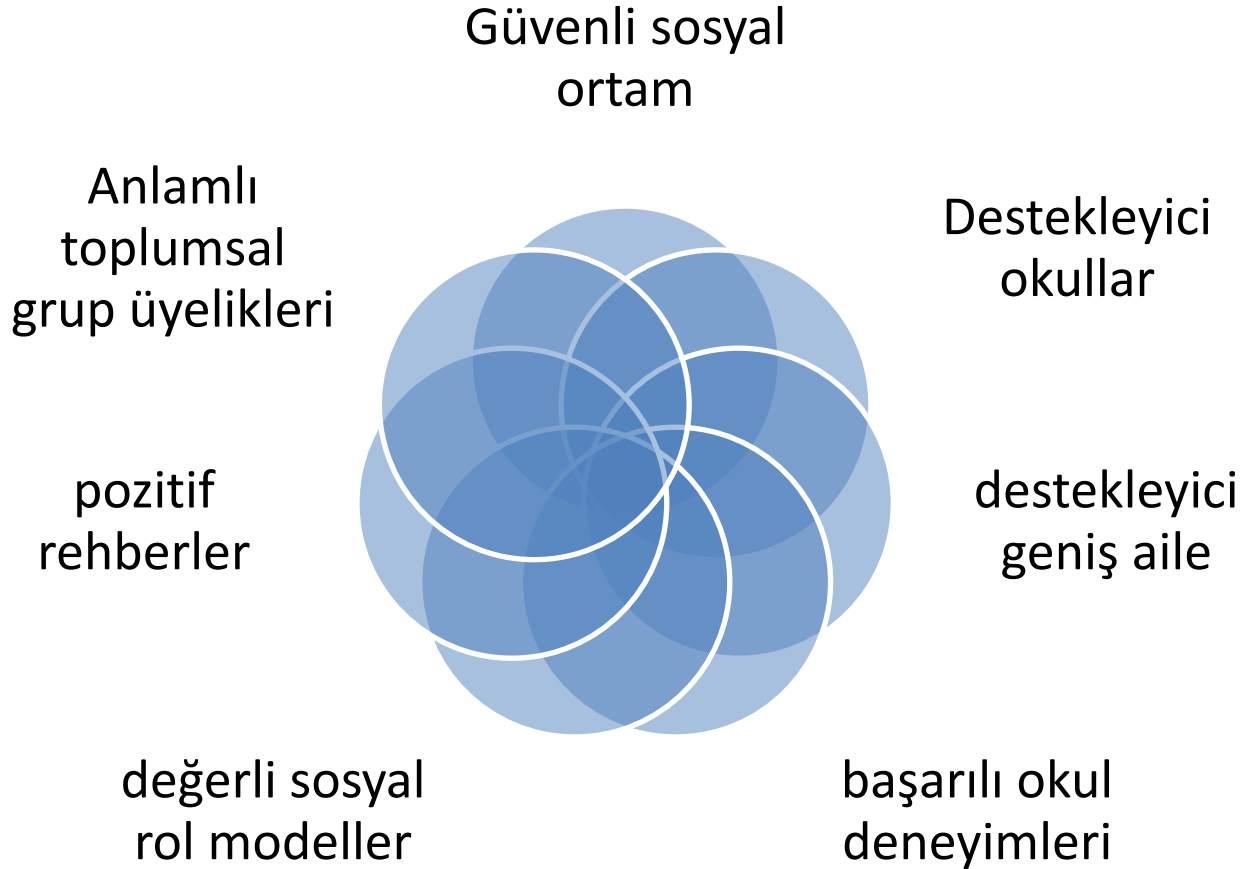 Güvenli sosyal
ortam
Destekleyici
okullar
destekleyici
geniş aile
başarılı okul
deneyimleri
değerli sosyal
rol modeller
pozitif
rehberler
Anlamlı
toplumsal
grup üyelikleri